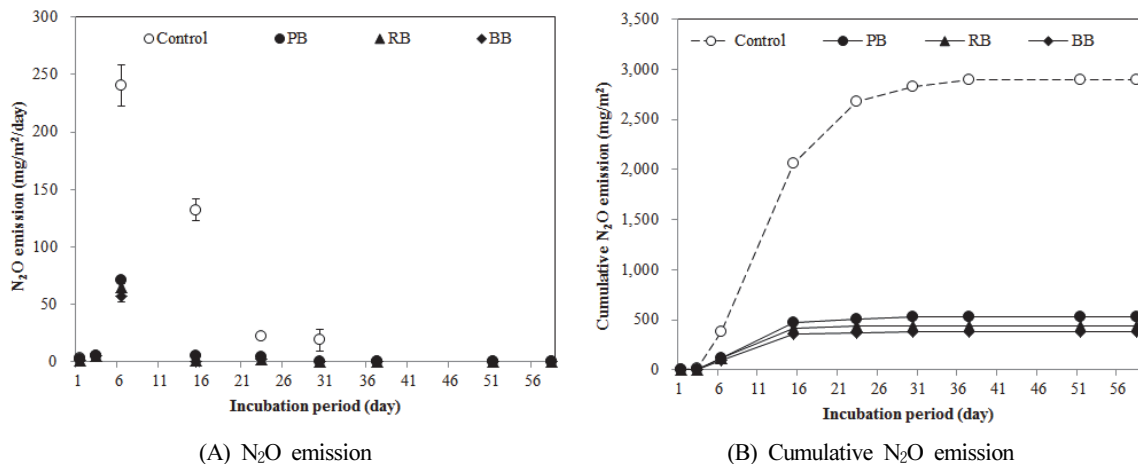 300
250
200
150
100
50
0
N₂O emission (mg/m²/day)
Control PB RB BB
1 6 11 16 21 26 31 36 41 46 51 56
Incubation period (day)
(A) N₂O emission
3,500
3,000
2,500
2,000
1,500
1,000
500
0
Cumulative N₂O emission (mg/m²)
Control PB RB BB
1 6 11 16 21 26 31 36 41 46 51 56
Incubation period (day)
(B) Cumulative N₂O emission